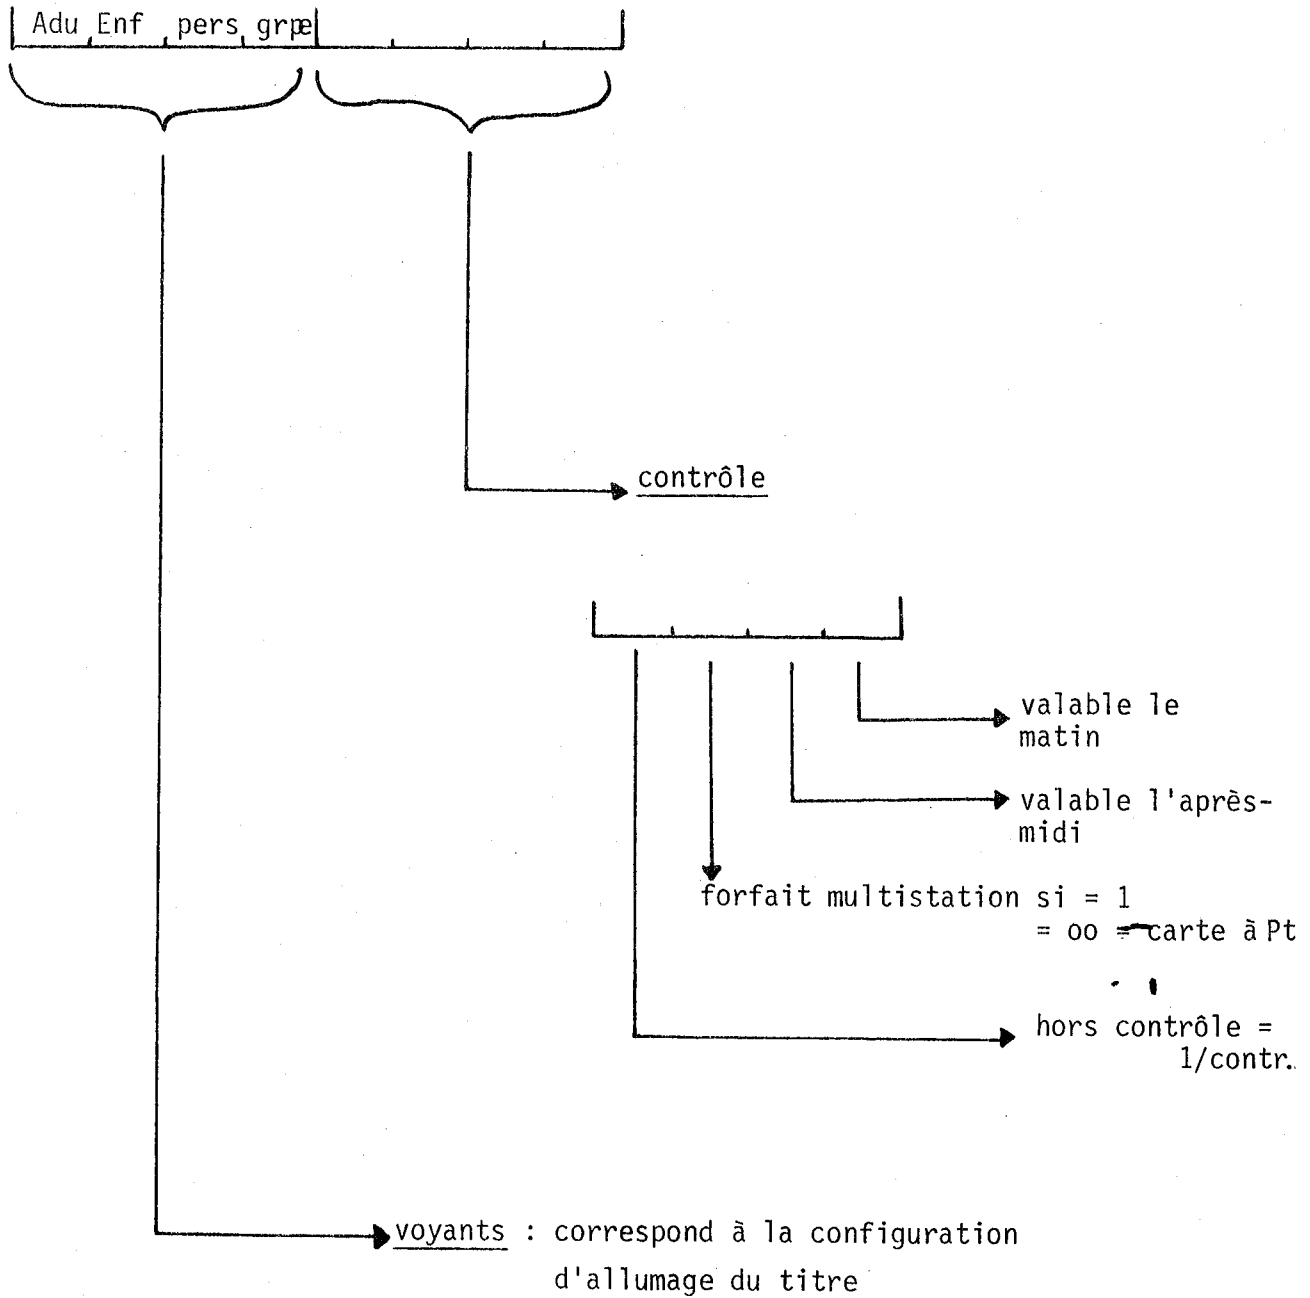 Adu Enf pers grpe
contrôle
valable le
matin
valable l'après-
midi
forfait multistation si = 1
= oo = carte à Pt
hors contrôle =
1/contr.
voyants : correspond à la configuration
d'allumage du titre